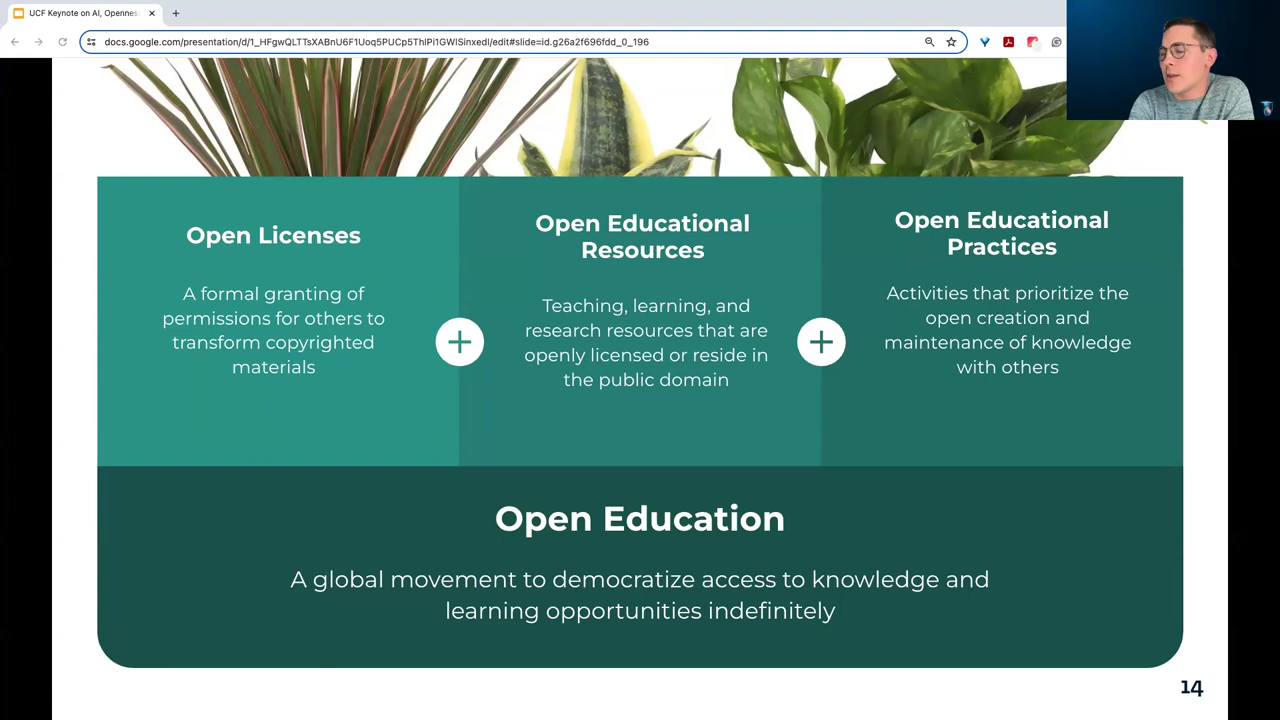 UCF Keynote on AI, Openness
docs.google.com/presentation/d/1_HFgwQLTTsXABnU6F1Uoq5PUCp5ThlPi1GWlSinxedI/edit#slide=id.g26a2f696fdd_0_196
Open Licenses
A formal granting of
permissions for others to
transform copyrighted
materials
+
Open Educational
Resources
Teaching, learning, and
research resources that are
openly licensed or reside in
the public domain
+
Open Educational
Practices
Activities that prioritize the
open creation and
maintenance of knowledge
with others
Open Education
A global movement to democratize access to knowledge and
learning opportunities indefinitely
14